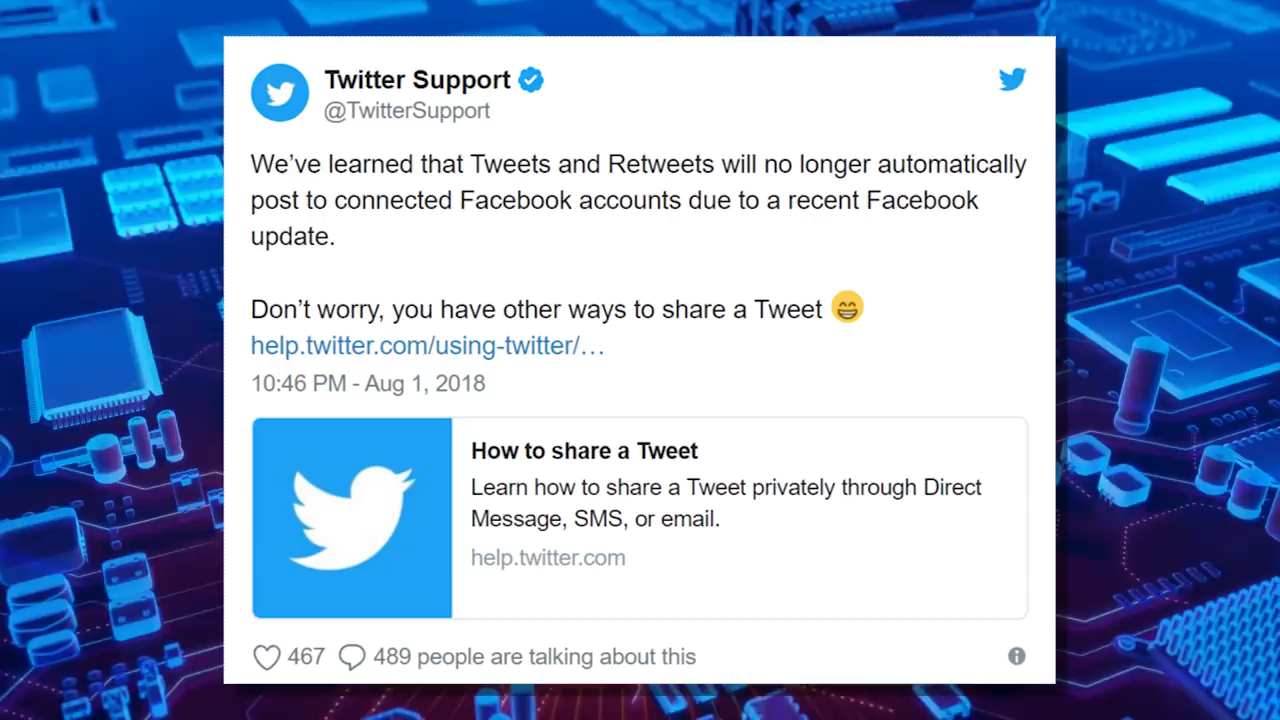 Twitter Support
@TwitterSupport
We’ve learned that Tweets and Retweets will no longer automatically
post to connected Facebook accounts due to a recent Facebook
update.
Don’t worry, you have other ways to share a Tweet 😄
help.twitter.com/using-twitter/…
10:46 PM - Aug 1, 2018
How to share a Tweet
Learn how to share a Tweet privately through Direct
Message, SMS, or email.
help.twitter.com
467 489 people are talking about this